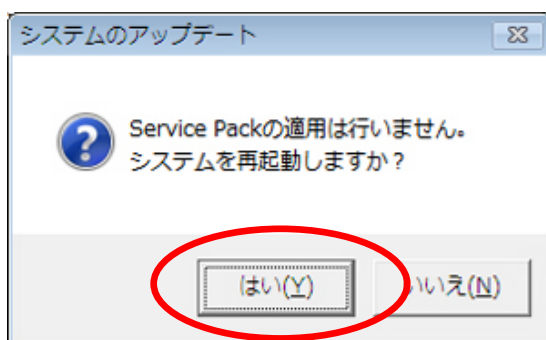 システムのアップデート
Service Packの適用は行いません。
システムを再起動しますか？
はい(Y)
いいえ(N)